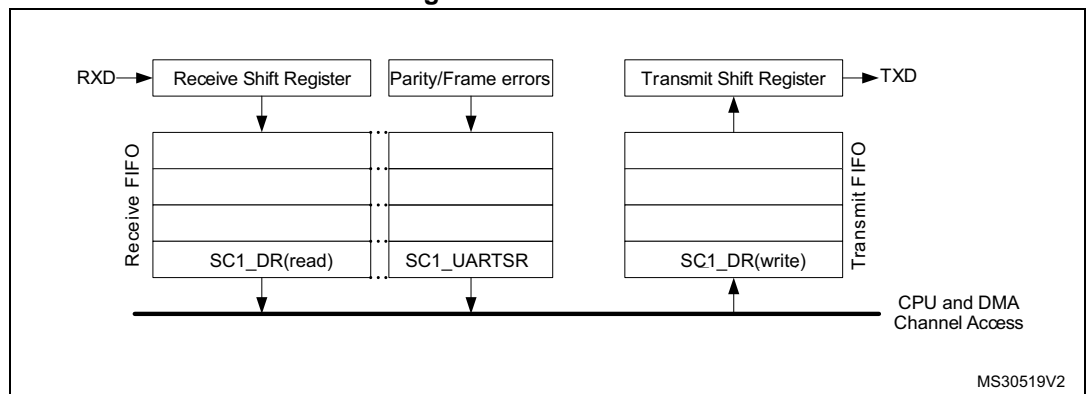 RXD
Receive Shift Register
Parity/Frame errors
Transmit Shift Register
TXD
Receive FIFO
SC1_DR(read)
SC1_UARTSR
SC1_DR(write)
Transmit FIFO
CPU and DMA
Channel Access
MS30519V2